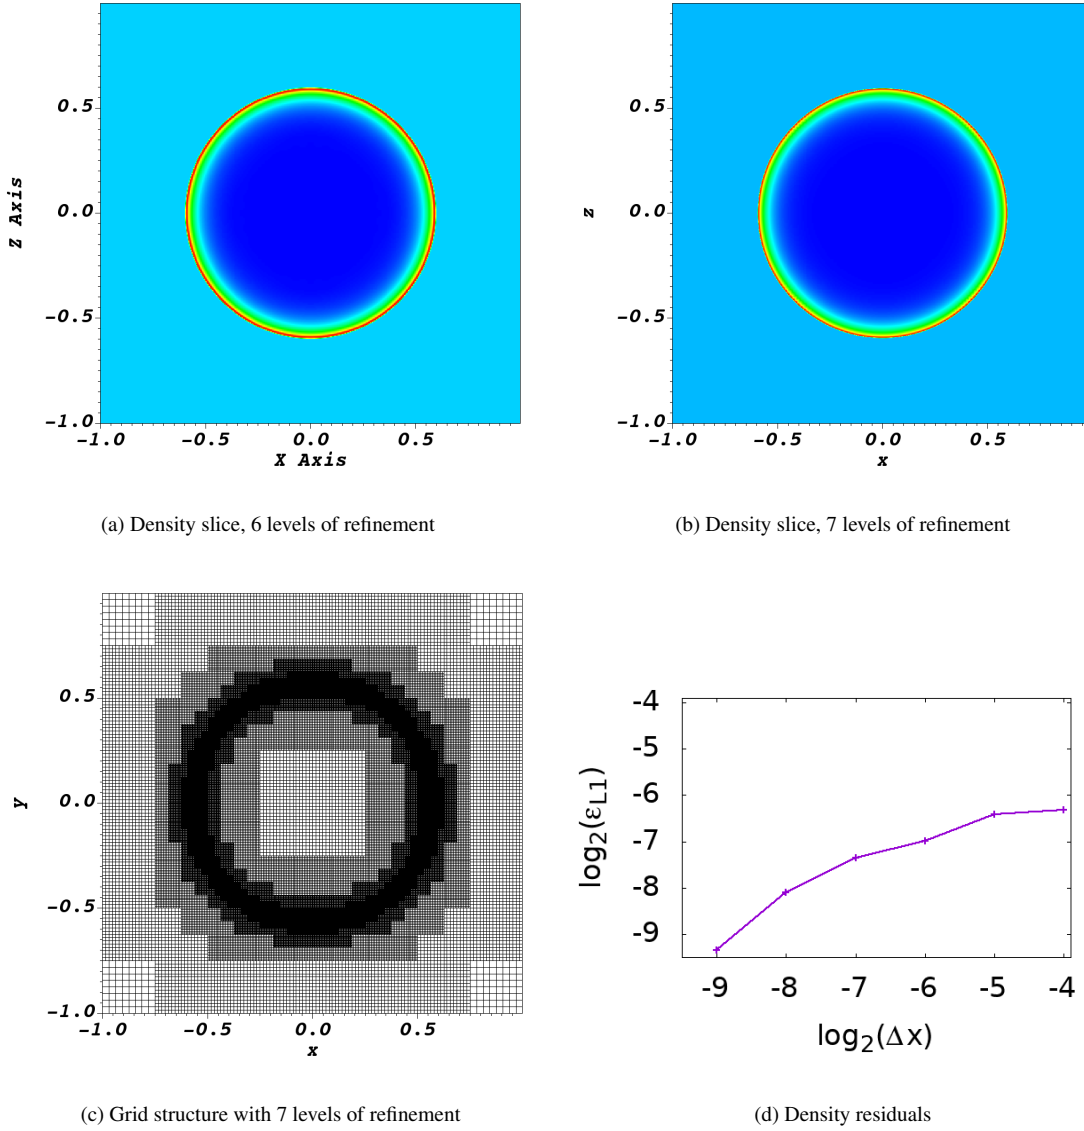 0.5
0.0
-0.5
-1.0
Z Axis
-1.0 -0.5 0.0 0.5
X Axis
(a) Density slice, 6 levels of refinement
0.5
0.0
-0.5
-1.0
z
-1.0 -0.5 0.0 0.5
x
(b) Density slice, 7 levels of refinement
0.5
0.0
-0.5
-1.0
y
-1.0 -0.5 0.0 0.5
x
(c) Grid structure with 7 levels of refinement
-4
-5
-6
-7
-8
-9
log₂(ε_L1)
-9 -8 -7 -6 -5 -4
log₂(Δx)
(d) Density residuals